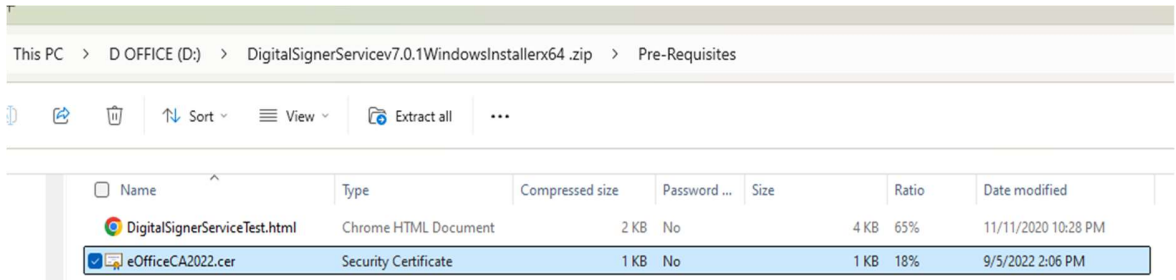 This PC > D OFFICE (D:) > DigitalSignerServicev7.0.1WindowsInstallerx64 .zip > Pre-Requisites
Sort View Extract all ...
Name Type Compressed size Password ... Size Ratio Date modified
DigitalSignerServiceTest.html Chrome HTML Document 2 KB No 4 KB 65% 11/11/2020 10:28 PM
eOfficeCA2022.cer Security Certificate 1 KB No 1 KB 18% 9/5/2022 2:06 PM